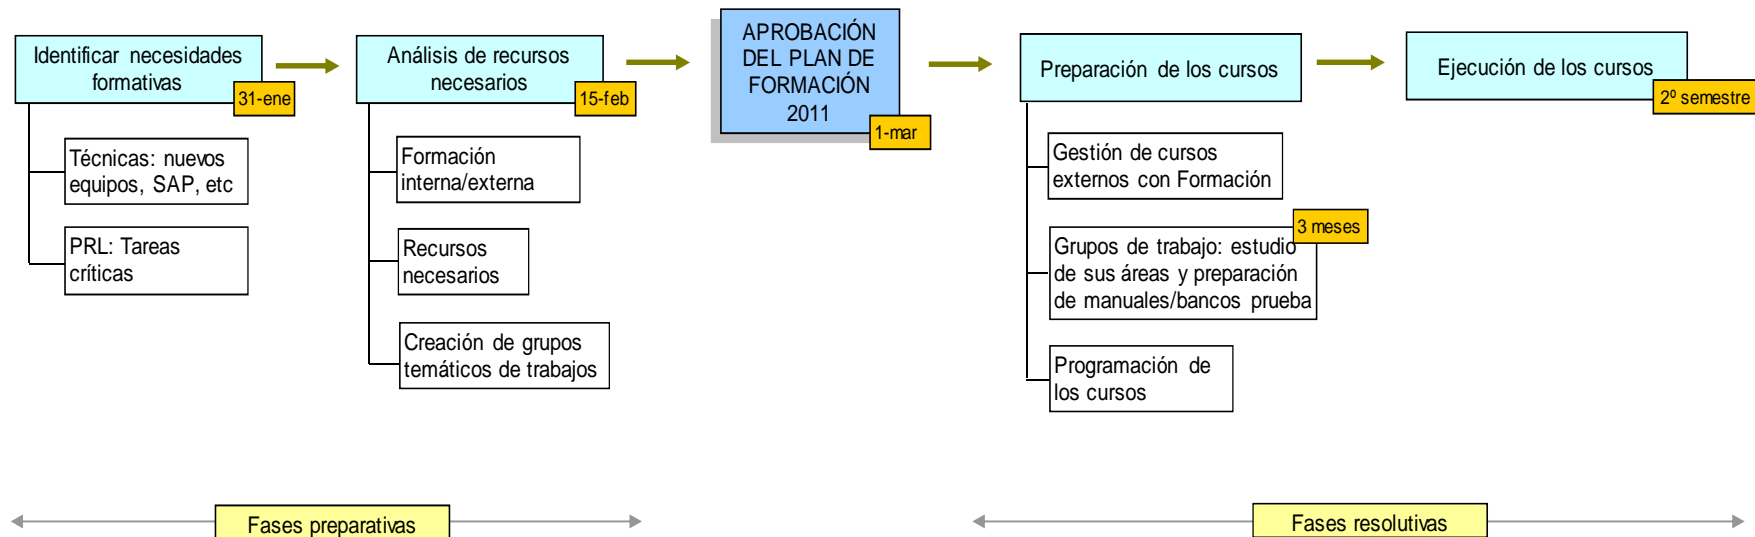 Identificar necesidades
formativas
31-ene
Técnicas: nuevos
equipos, SAP, etc
PRL: Tareas
críticas
Análisis de recursos
necesarios
15-feb
Formación
interna/externa
Recursos
necesarios
Creación de grupos
temáticos de trabajos
APROBACIÓN
DEL PLAN DE
FORMACIÓN
2011
1-mar
Preparación de los cursos
Gestión de cursos
externos con Formación
3 meses
Grupos de trabajo: estudio
de sus áreas y preparación
de manuales/bancos prueba
Programación de
los cursos
Ejecución de los cursos
2º semestre
Fases preparativas
Fases resolutivas